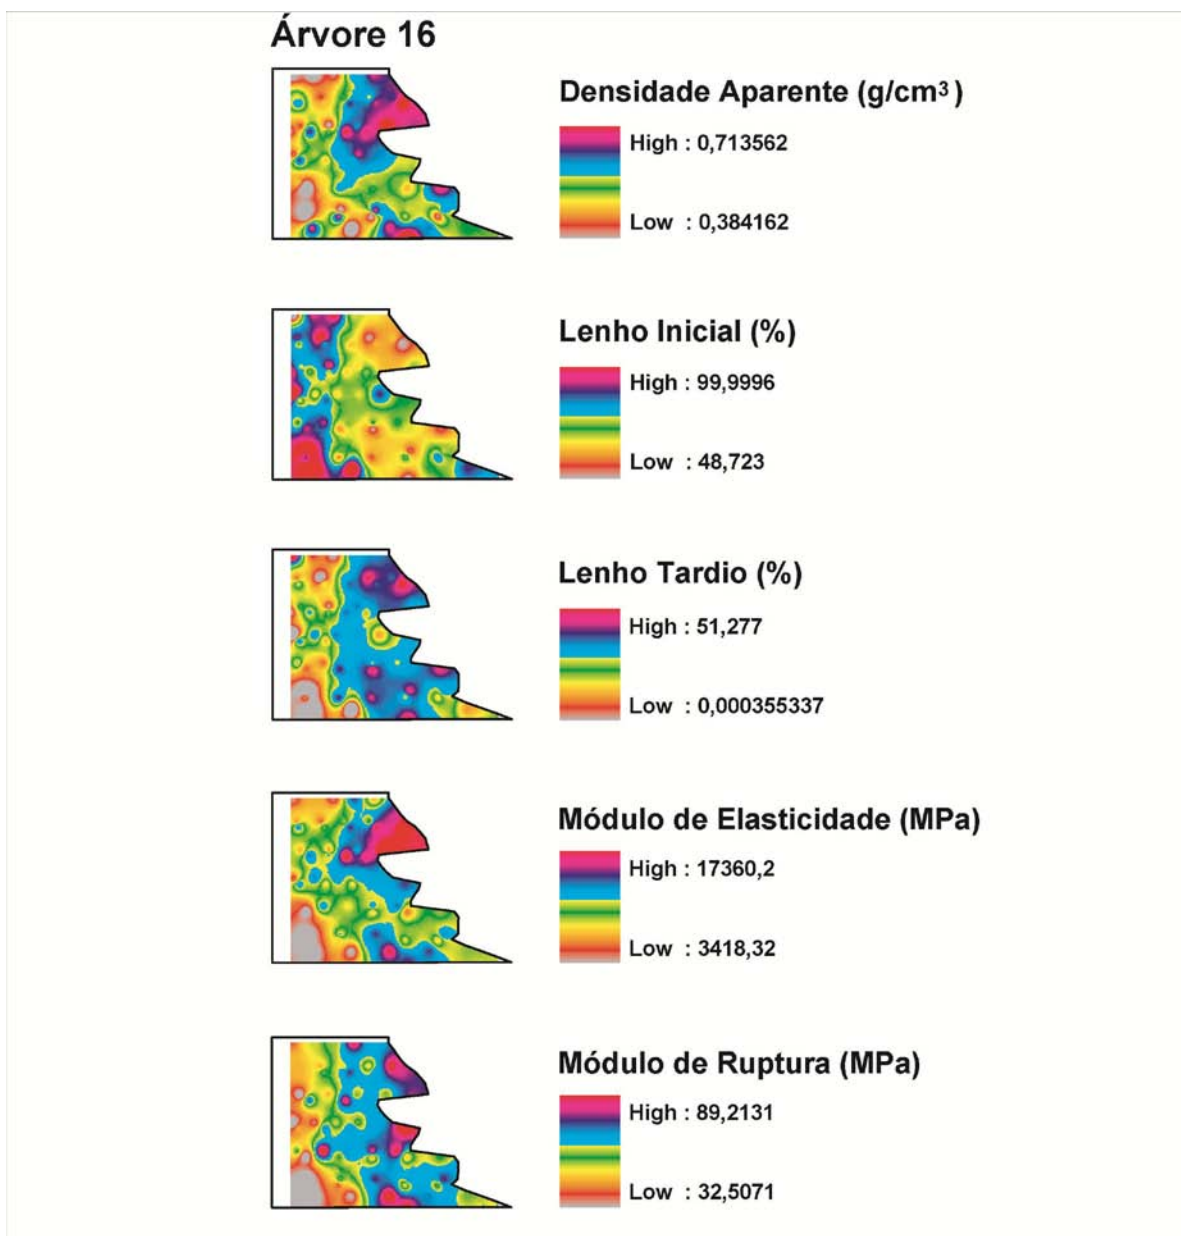 Árvore 16
Densidade Aparente (g/cm³)
High : 0,713562
Low : 0,384162
Lenho Inicial (%)
High : 99,9996
Low : 48,723
Lenho Tardio (%)
High : 51,277
Low : 0,000355337
Módulo de Elasticidade (MPa)
High : 17360,2
Low : 3418,32
Módulo de Ruptura (MPa)
High : 89,2131
Low : 32,5071